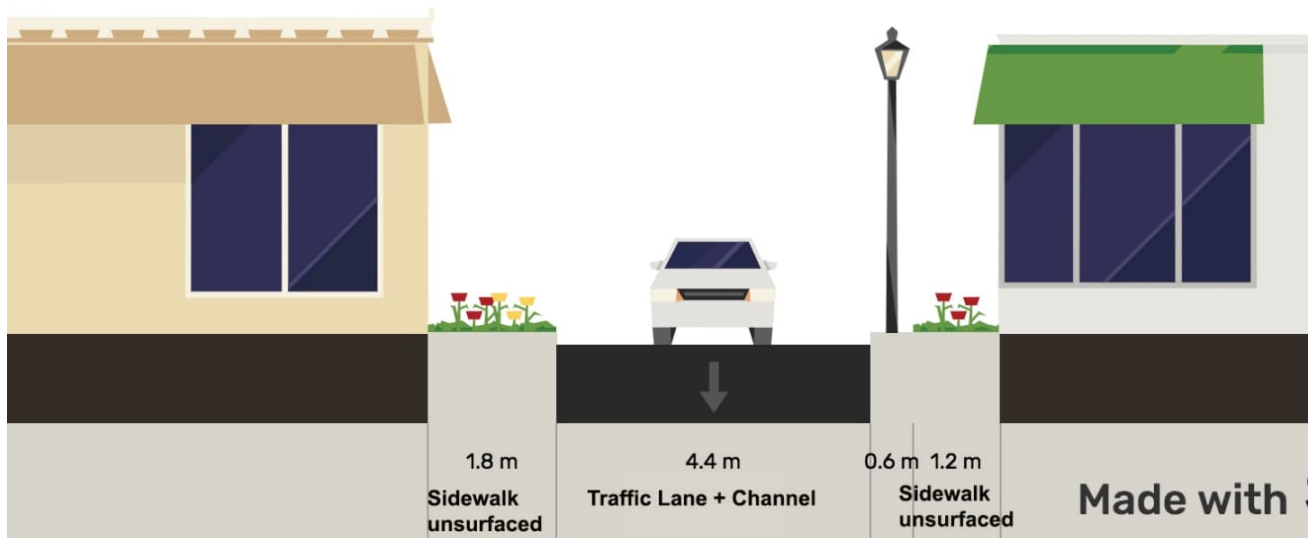 1.8 m
4.4 m
0.6 m
1.2 m
Sidewalk
unsurfaced
Traffic Lane + Channel
Sidewalk
unsurfaced
Made with